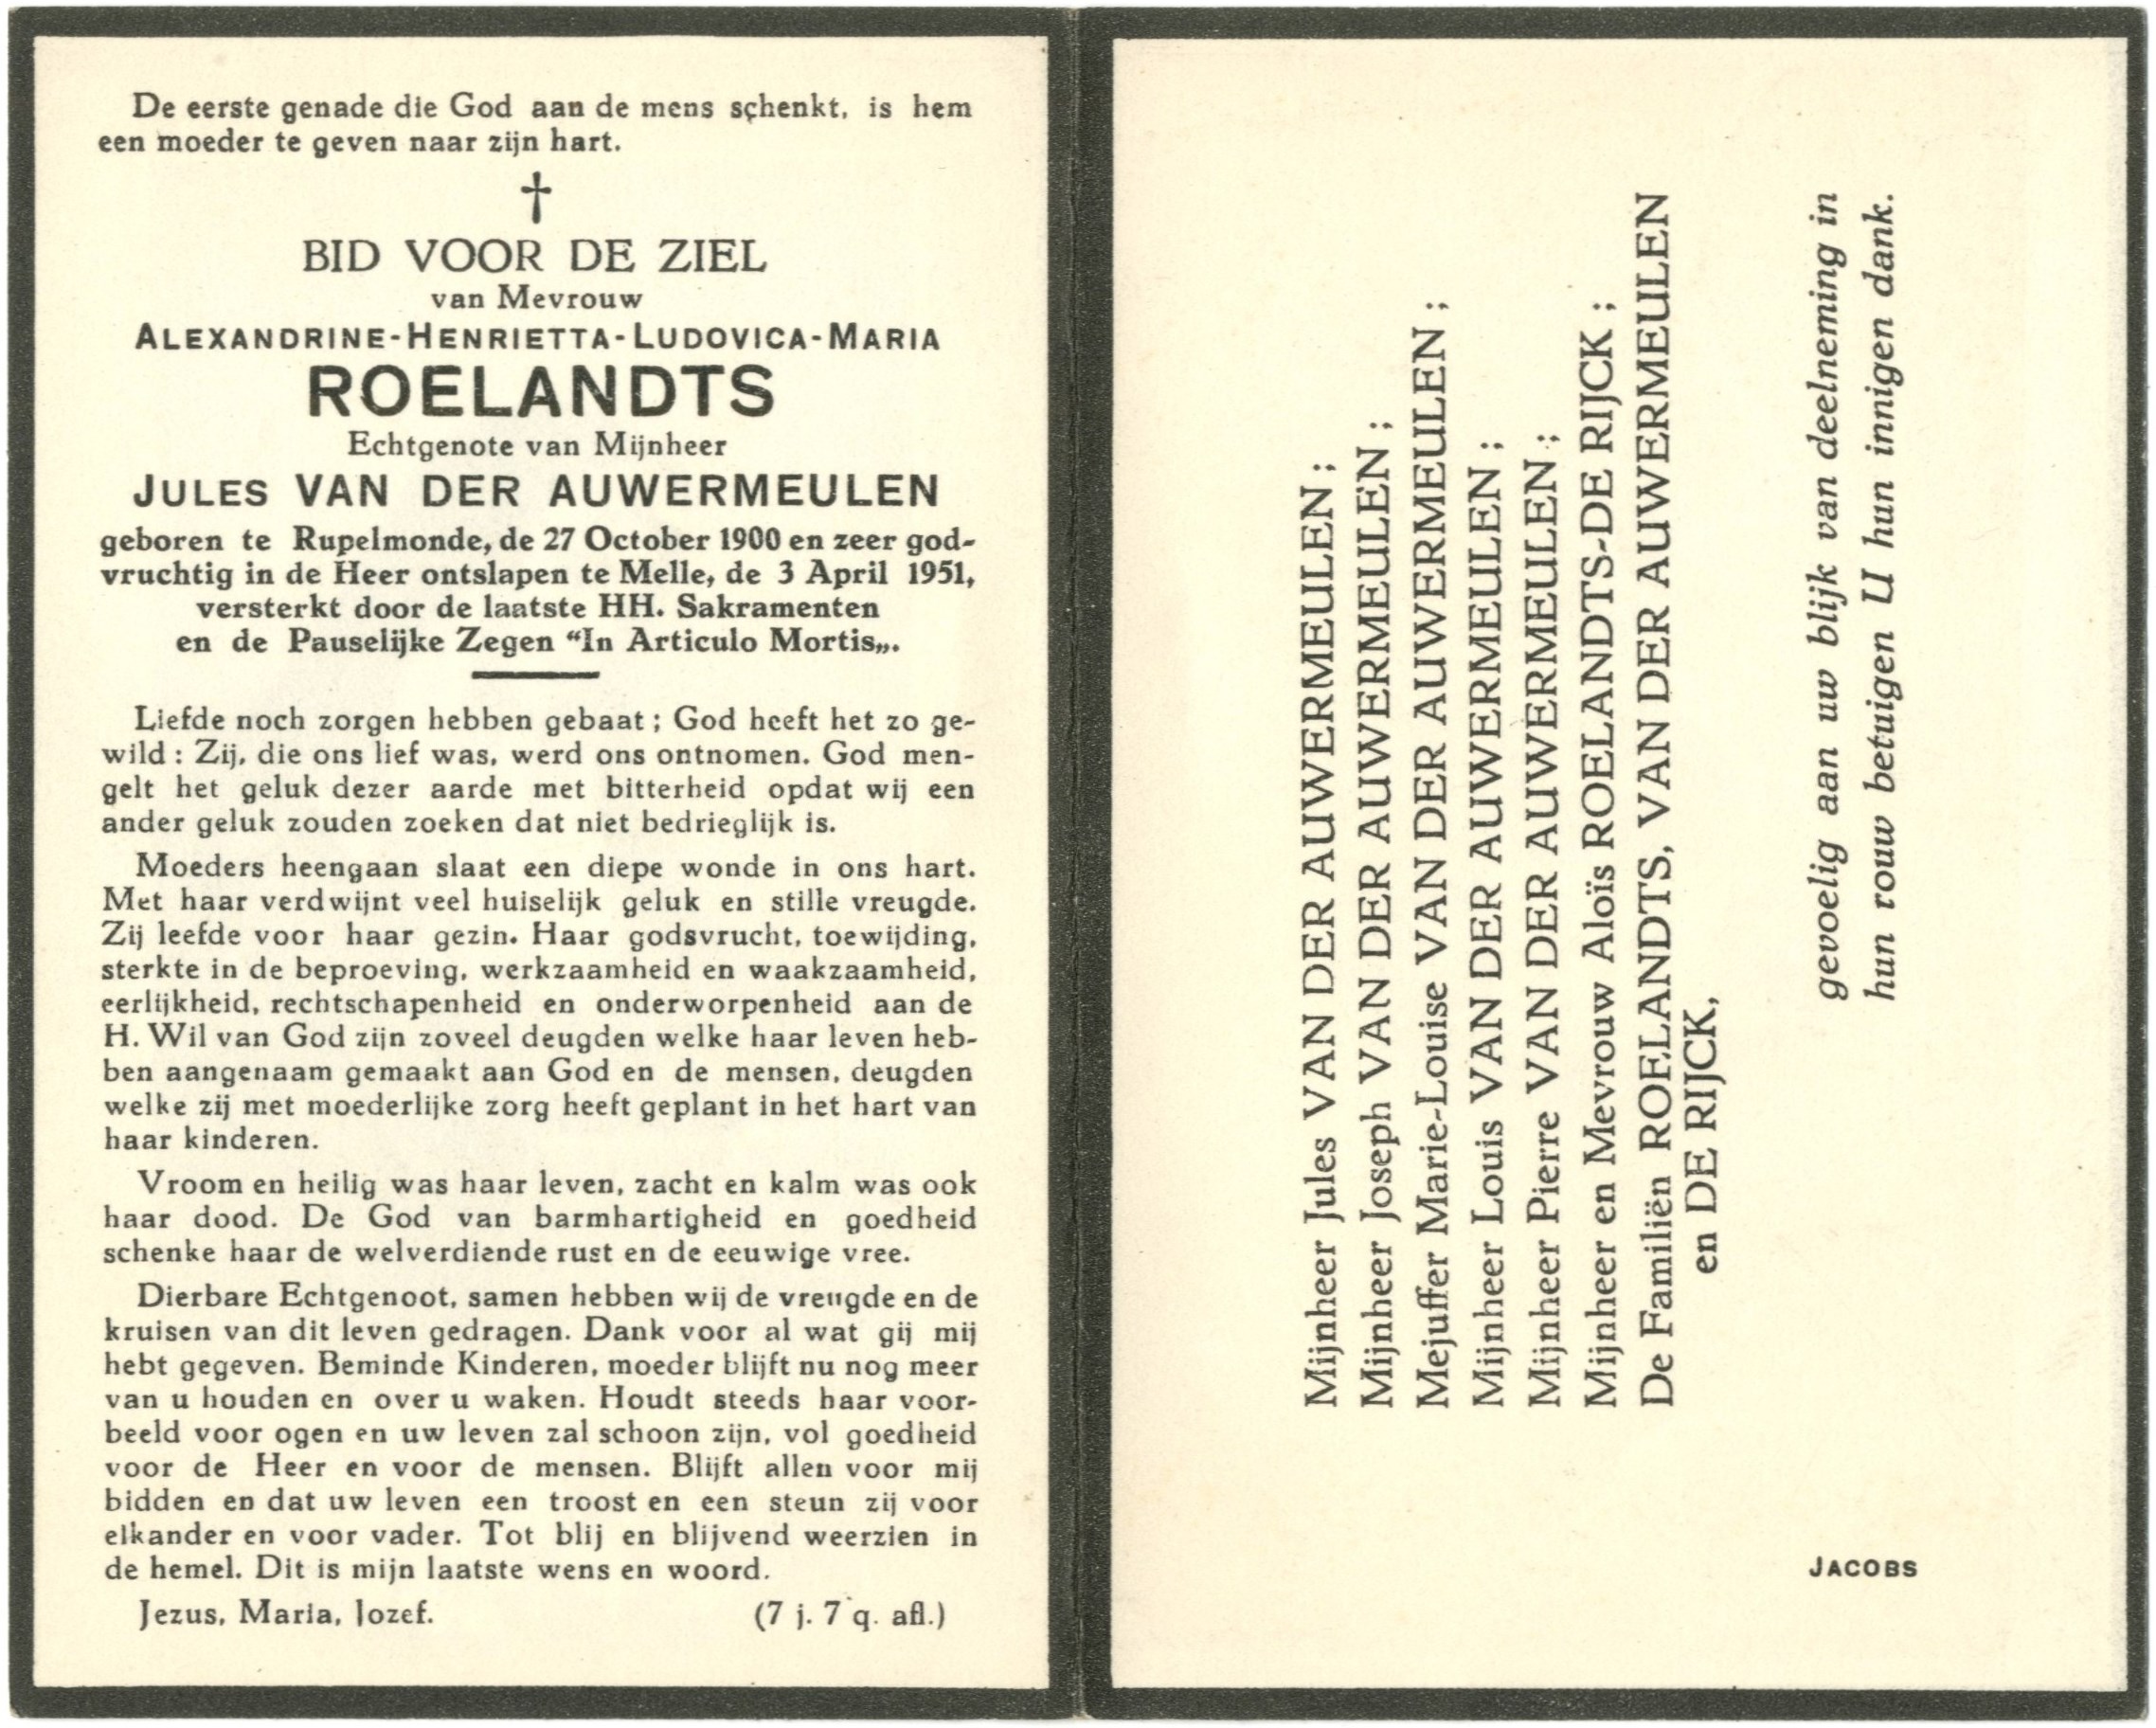 De eerste genade die God aan de mens schenkt, is hem
een moeder te geven naar zijn hart.
†
BID VOOR DE ZIEL
van Mevrouw
ALEXANDRINE-HENRIETTA-LUDOVICA-MARIA
ROELANDTS
Echtgenote van Mijnheer
JULES VAN DER AUWERMEULEN
geboren te Rupelmonde, de 27 October 1900 en zeer god-
vruchtig in de Heer ontslapen te Melle, de 3 April 1951,
versterkt door de laatste HH. Sakramenten
en de Pauselijke Zegen “In Articulo Mortis„.
Liefde noch zorgen hebben gebaat ; God heeft het zo ge-
wild : Zij, die ons lief was, werd ons ontnomen. God men-
gelt het geluk dezer aarde met bitterheid opdat wij een
ander geluk zouden zoeken dat niet bedrieglijk is.
Moeders heengaan slaat een diepe wonde in ons hart.
Met haar verdwijnt veel huiselijk geluk en stille vreugde.
Zij leefde voor haar gezin. Haar godsvrucht, toewijding,
sterkte in de beproeving, werkzaamheid en waakzaamheid,
eerlijkheid, rechtschapenheid en onderworpenheid aan de
H. Wil van God zijn zoveel deugden welke haar leven heb-
ben aangenaam gemaakt aan God en de mensen, deugden
welke zij met moederlijke zorg heeft geplant in het hart van
haar kinderen.
Vroom en heilig was haar leven, zacht en kalm was ook
haar dood. De God van barmhartigheid en goedheid
schenke haar de welverdiende rust en de eeuwige vree.
Dierbare Echtgenoot, samen hebben wij de vreugde en de
kruisen van dit leven gedragen. Dank voor al wat gij mij
hebt gegeven. Beminde Kinderen, moeder blijft nu nog meer
van u houden en over u waken. Houdt steeds haar voor-
beeld voor ogen en uw leven zal schoon zijn, vol goedheid
voor de Heer en voor de mensen. Blijft allen voor mij
bidden en dat uw leven een troost en een steun zij voor
elkander en voor vader. Tot blij en blijvend weerzien in
de hemel. Dit is mijn laatste wens en woord.
Jezus, Maria, Jozef. (7 j. 7 q. afl.)
Mijnheer Jules VAN DER AUWERMEULEN ;
Mijnheer Joseph VAN DER AUWERMEULEN ;
Mejuffer Marie-Louise VAN DER AUWERMEULEN ;
Mijnheer Louis VAN DER AUWERMEULEN ;
Mijnheer Pierre VAN DER AUWERMEULEN ;
Mijnheer en Mevrouw Aloïs ROELANDTS-DE RIJCK ;
De Familiën ROELANDTS, VAN DER AUWERMEULEN
en DE RIJCK,
gevoelig aan uw blijk van deelneming in
hun rouw betuigen U hun innigen dank.
JACOBS